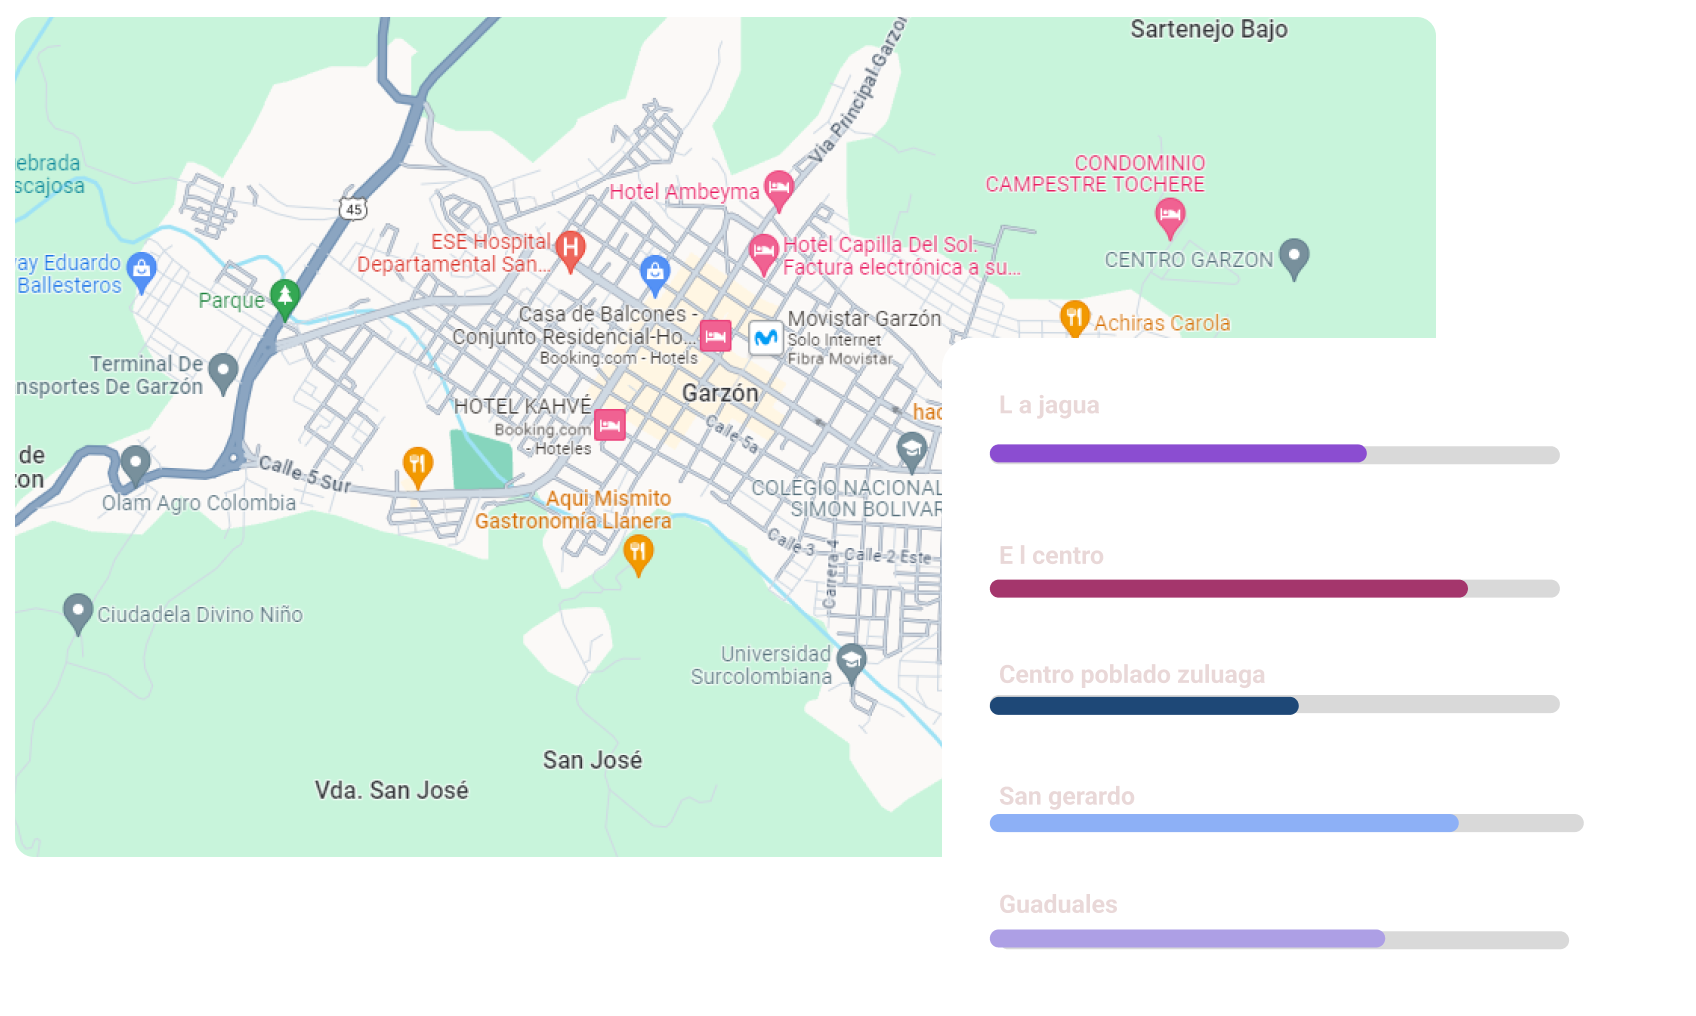 Sartenejo Bajo
Via Principal Garzón
ebrada
scajosa
CONDOMINIO
CAMPESTRE TOCHERE
Hotel Ambeyma
45
ESE Hospital
Departamental San...
Hotel Capilla Del Sol.
Factura electrónica a su...
CENTRO GARZON
way Eduardo
Ballesteros
Parque
Casa de Balcones -
Conjunto Residencial-Ho...
Booking.com - Hotels
Movistar Garzón
Solo Internet
Fibra Movistar
Achiras Carola
Terminal De
nsportes De Garzón
Garzón
HOTEL KAHVÉ
Booking.com
- Hoteles
hac
Calle 5a
de
zon
Calle 5 Sur
Olam Agro Colombia
COLEGIO NACIONAL
SIMON BOLIVAR
Aqui Mismito
Gastronomía Llanera
Calle 3
Calle 2 Este
Carrera 4
Ciudadela Divino Niño
Universidad
Surcolombiana
San José
Vda. San José
L a jagua
E l centro
Centro poblado zuluaga
San gerardo
Guaduales